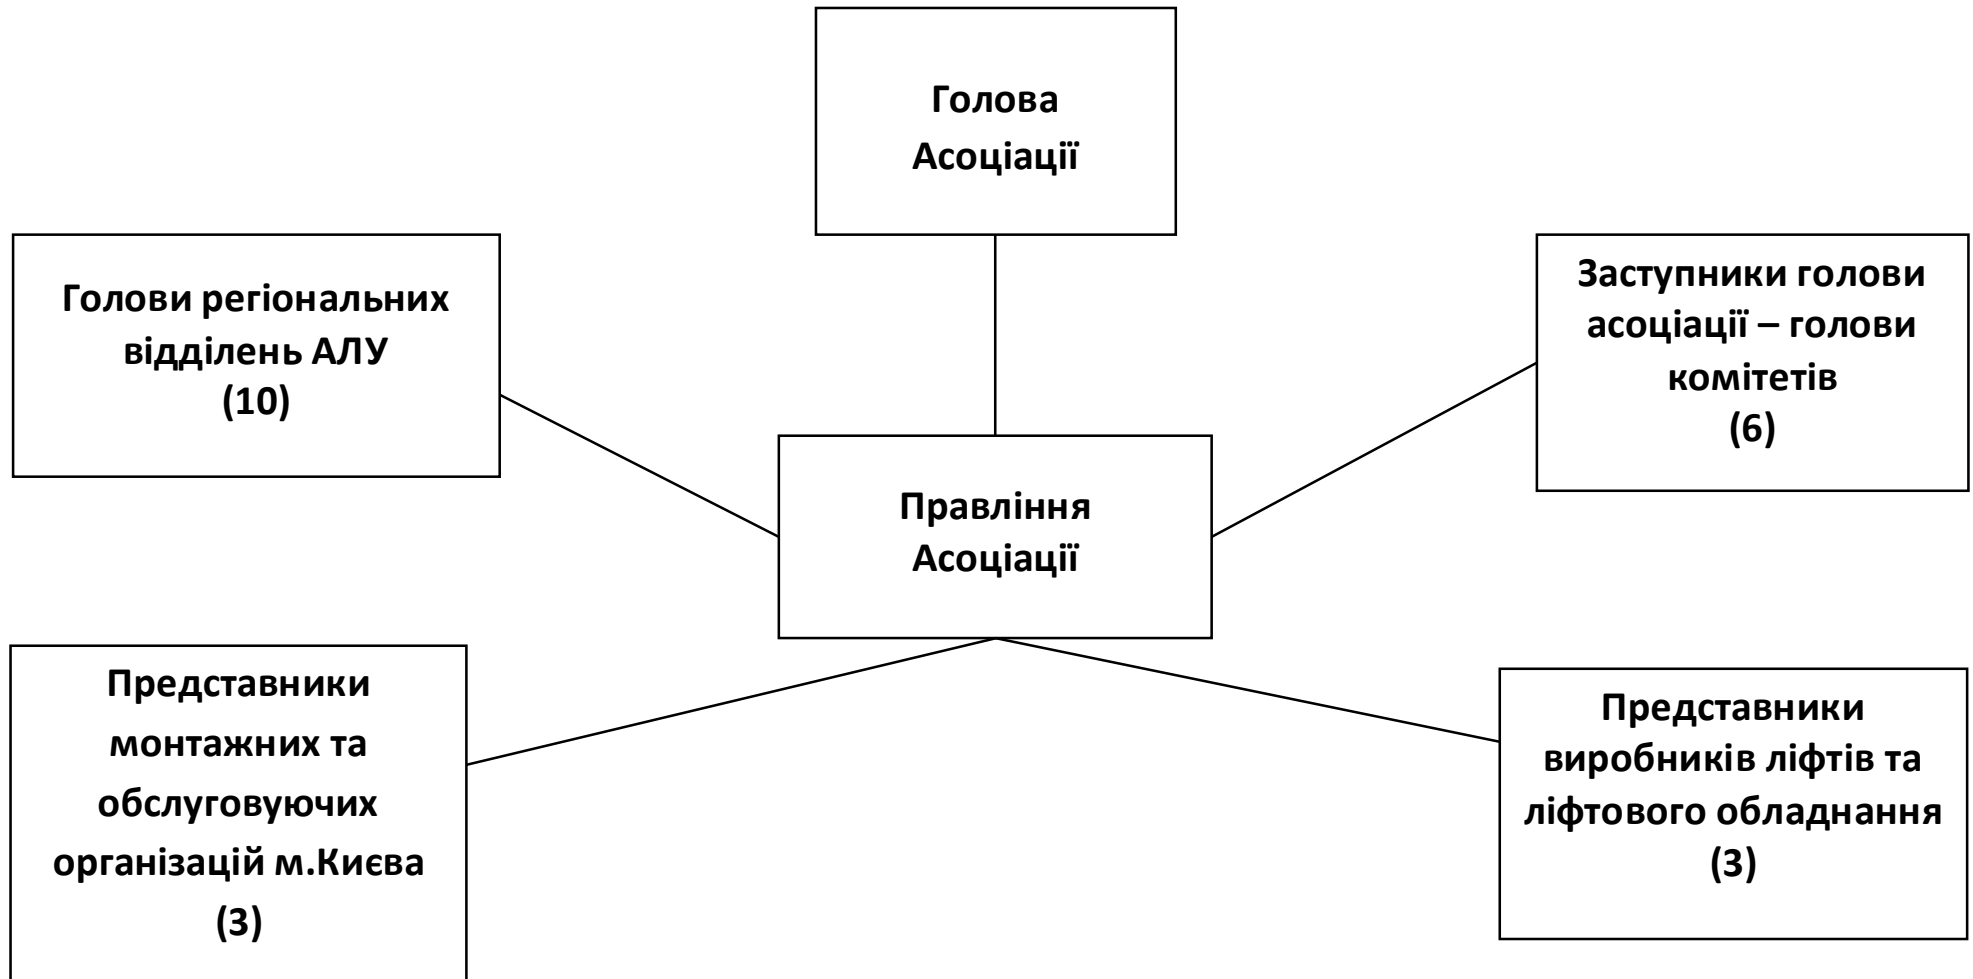 Голова
Асоціації
Голови регіональних
відділень АЛУ
(10)
Заступники голови
асоціації – голови
комітетів
(6)
Правління
Асоціації
Представники
монтажних та
обслуговуючих
організацій м.Києва
(3)
Представники
виробників ліфтів та
ліфтового обладнання
(3)